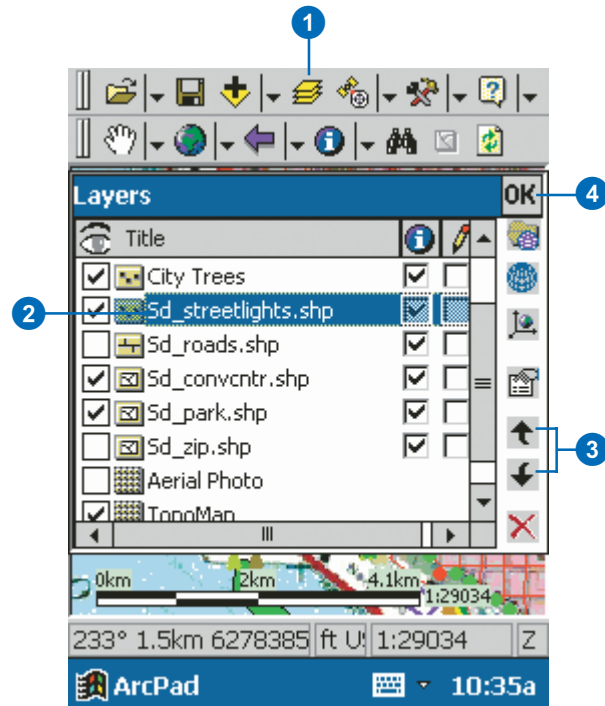 1
Layers
OK
4
Title
City Trees
2
Sd_streetlights.shp
Sd_roads.shp
Sd_convcntr.shp
Sd_park.shp
3
Sd_zip.shp
Aerial Photo
TopoMap
0km 2km 4.1km
1:29034
233° 1.5km 6278385 ft U! 1:29034 Z
ArcPad 10:35a